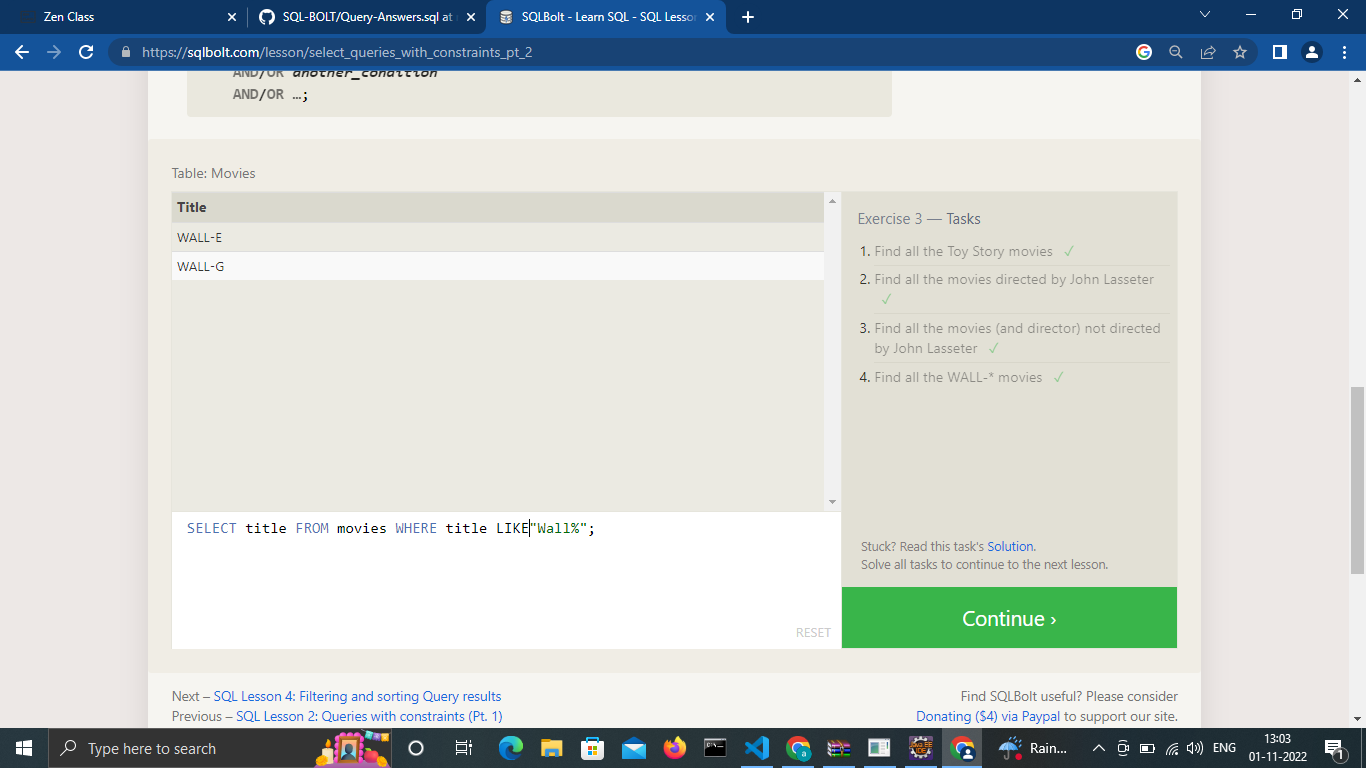 Zen Class
SQL-BOLT/Query-Answers.sql at
SQLBolt - Learn SQL - SQL Lesson
https://sqlbolt.com/lesson/select_queries_with_constraints_pt_2
AND/OR another_condition
AND/OR …;
Table: Movies
Title
WALL-E
WALL-G
Exercise 3 — Tasks
1. Find all the Toy Story movies ✓
2. Find all the movies directed by John Lasseter
✓
3. Find all the movies (and director) not directed
by John Lasseter ✓
4. Find all the WALL-* movies ✓
SELECT title FROM movies WHERE title LIKE"Wall%";
RESET
Stuck? Read this task's Solution.
Solve all tasks to continue to the next lesson.
Continue ›
Next – SQL Lesson 4: Filtering and sorting Query results
Previous – SQL Lesson 2: Queries with constraints (Pt. 1)
Find SQLBolt useful? Please consider
Donating ($4) via Paypal to support our site.
Type here to search
Rain...
ENG
13:03
01-11-2022
1